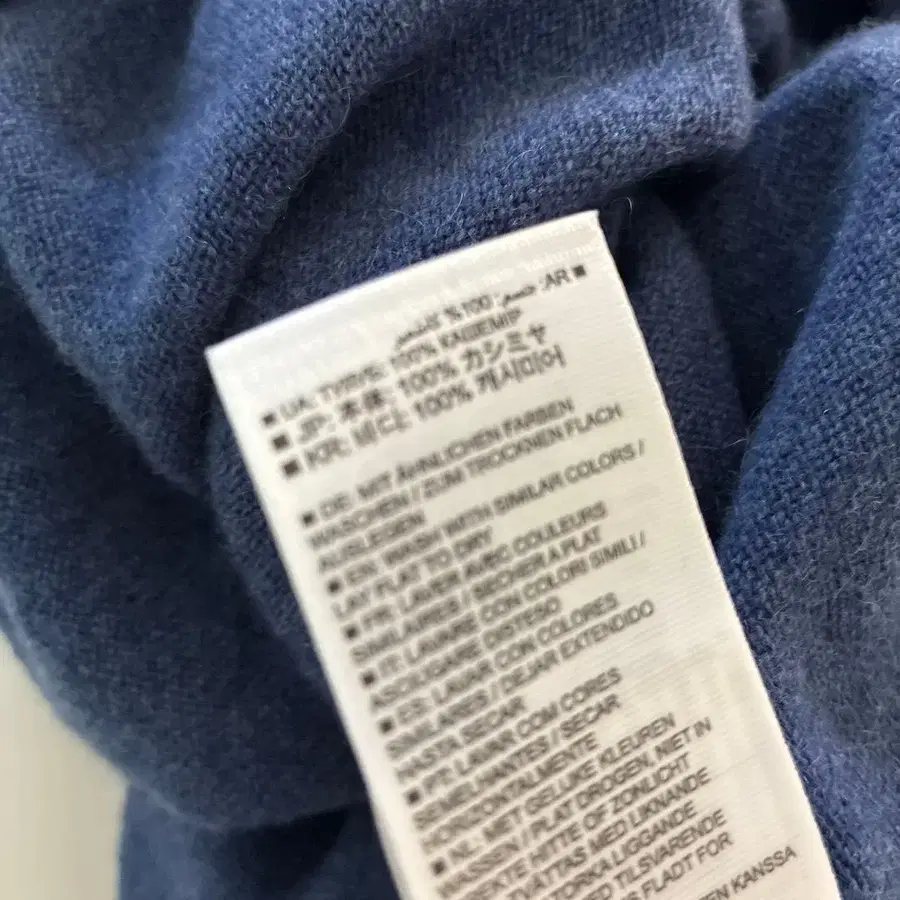 ■ AR: جسم: 100% كشمير
■ UA: ТУЛУБ: 100% КАШЕМІР
■ JP: 本体: 100% カシミヤ
■ KR: 바디: 100% 캐시미어
■ DE: MIT ÄHNLICHEN FARBEN
WASCHEN / ZUM TROCKNEN FLACH
AUSLEGEN
■ EN: WASH WITH SIMILAR COLORS /
LAY FLAT TO DRY
■ FR: LAVER AVEC COULEURS
SIMILAIRES / SÉCHER A PLAT
■ IT: LAVARE CON COLORI SIMILI /
ASCIUGARE DISTESO
■ ES: LAVAR CON COLORES
SIMILARES / DEJAR EXTENDIDO
HASTA SECAR
■ PT: LAVAR COM CORES
SEMELHANTES / SECAR
HORIZONTALMENTE
■ NL: MET GELIJKE KLEUREN
WASSEN / PLAT DROGEN, NIET IN
DIREKTE HITTE OF ZONLICHT
TVÄTTAS MED LIKNANDE
TORKA LIGGANDE
MED TILSVARENDE
FLADT FOR
KANSSA